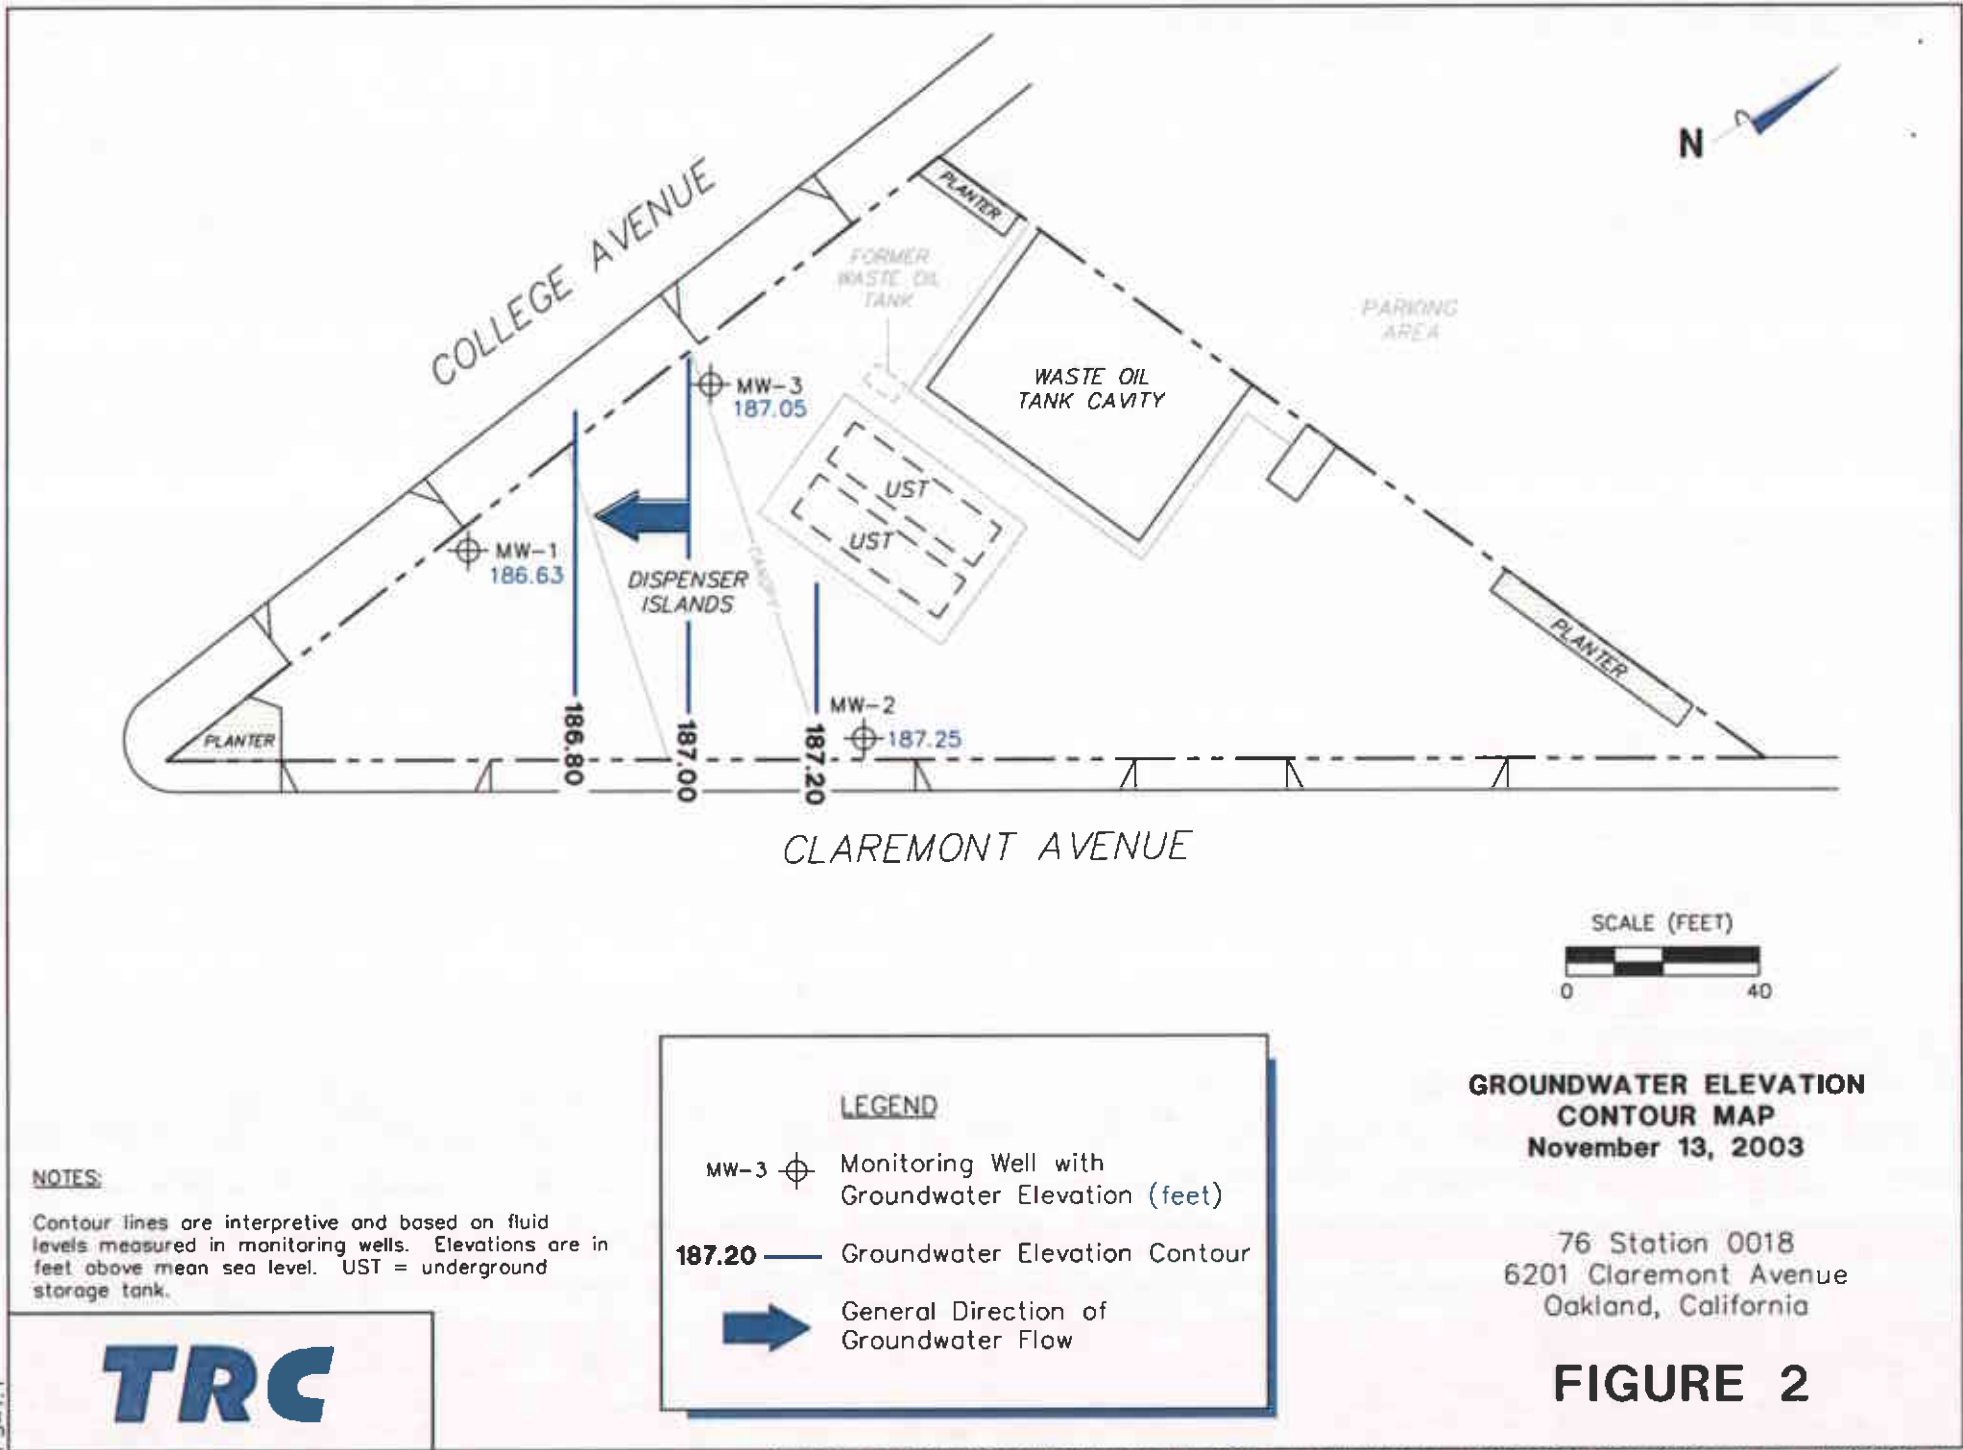 N
COLLEGE AVENUE
PLANTER
FORMER
WASTE OIL
TANK
PARKING
AREA
WASTE OIL
TANK CAVITY
MW-3
187.05
UST
UST
MW-1
186.63
DISPENSER
ISLANDS
CANOPY
PLANTER
MW-2
187.25
PLANTER
186.80
187.00
187.20
CLAREMONT AVENUE
SCALE (FEET)
0 40
LEGEND
MW-3 Monitoring Well with
Groundwater Elevation (feet)
187.20 Groundwater Elevation Contour
General Direction of
Groundwater Flow
GROUNDWATER ELEVATION
CONTOUR MAP
November 13, 2003
76 Station 0018
6201 Claremont Avenue
Oakland, California
FIGURE 2
NOTES:
Contour lines are interpretive and based on fluid
levels measured in monitoring wells. Elevations are in
feet above mean sea level. UST = underground
storage tank.
TRC